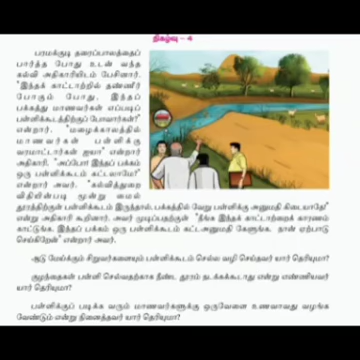 நிகழ்வு – 4
பரமக்குடி தரைப்பாலத்தைப்
பார்த்த போது உடன் வந்த
கல்வி அதிகாரியிடம் பேசினார்.
"இந்தக் காட்டாற்றில் தண்ணீர்
போகும் போது, இந்தப்
பக்கத்து மாணவர்கள் எப்படிப்
பள்ளிக்கூடத்திற்குப் போவார்கள்?"
என்றார். "மழைக்காலத்தில்
மாணவர்கள் பள்ளிக்கு
வரமாட்டார்கள் ஐயா" என்றார்
அதிகாரி. "அப்போ! இந்தப் பக்கம்
ஒரு பள்ளிக்கூடம் கட்டலாமே?"
என்றார் அவர். "கல்வித்துறை
விதியின்படி மூன்று மைல்
தூரத்திற்குள் பள்ளிக்கூடம் இருந்தால், பக்கத்தில் வேறு பள்ளிக்கு அனுமதி கிடையாதே!"
என்று அதிகாரி கூறினார். அவர் முடிப்பதற்குள் "நீங்க இந்தக் காட்டாற்றைக் காரணம்
காட்டுங்க. இந்தப் பக்கம் ஒரு பள்ளிக்கூடம் கட்ட அனுமதி கேளுங்க. நான் ஏற்பாடு
செய்கிறேன்" என்றார் அவர்.
ஆடு மேய்க்கும் சிறுவர்களையும் பள்ளிக்கூடம் செல்ல வழி செய்தவர் யார் தெரியுமா?
குழந்தைகள் பள்ளி செல்வதற்காக நீண்ட தூரம் நடக்கக்கூடாது என்று எண்ணியவர்
யார் தெரியுமா?
பள்ளிக்குப் படிக்க வரும் மாணவர்களுக்கு ஒருவேளை உணவாவது வழங்க
வேண்டும் என்று நினைத்தவர் யார் தெரியுமா?